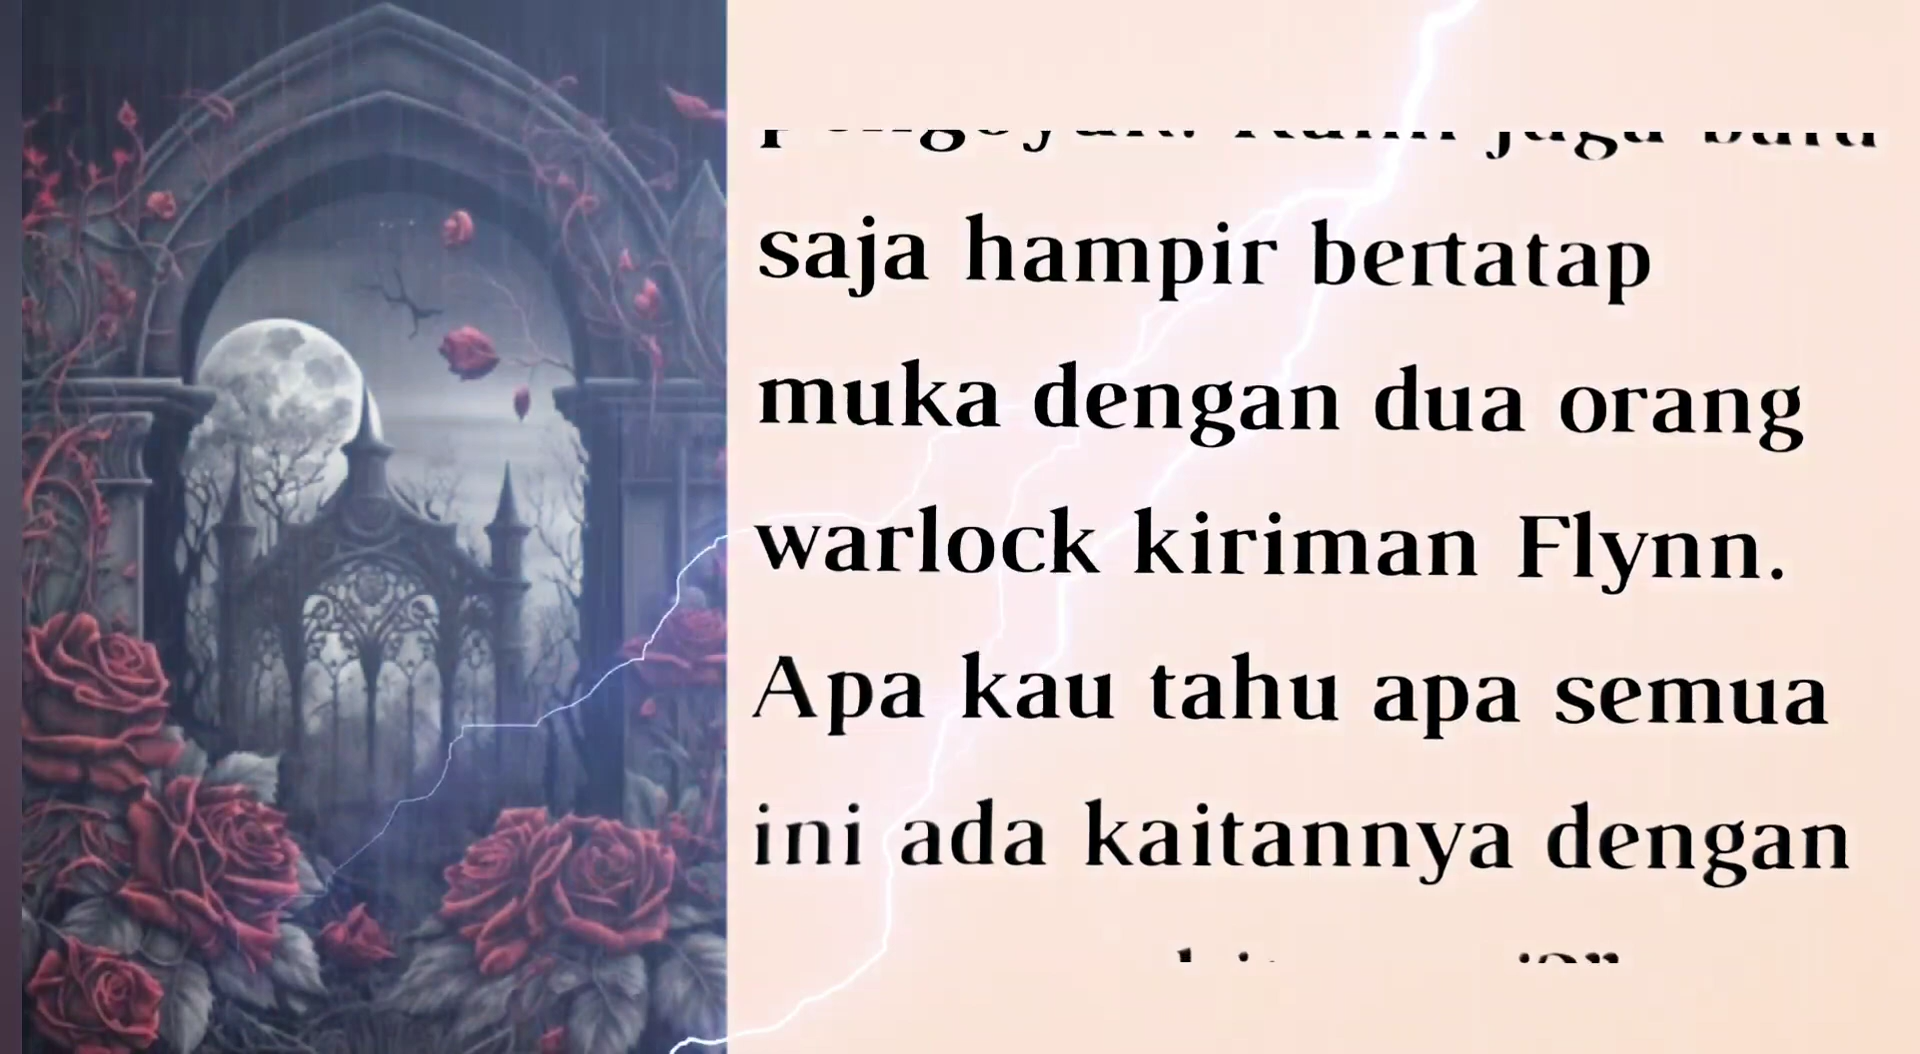 saja hampir bertatap
muka dengan dua orang
warlock kiriman Flynn.
Apa kau tahu apa semua
ini ada kaitannya dengan